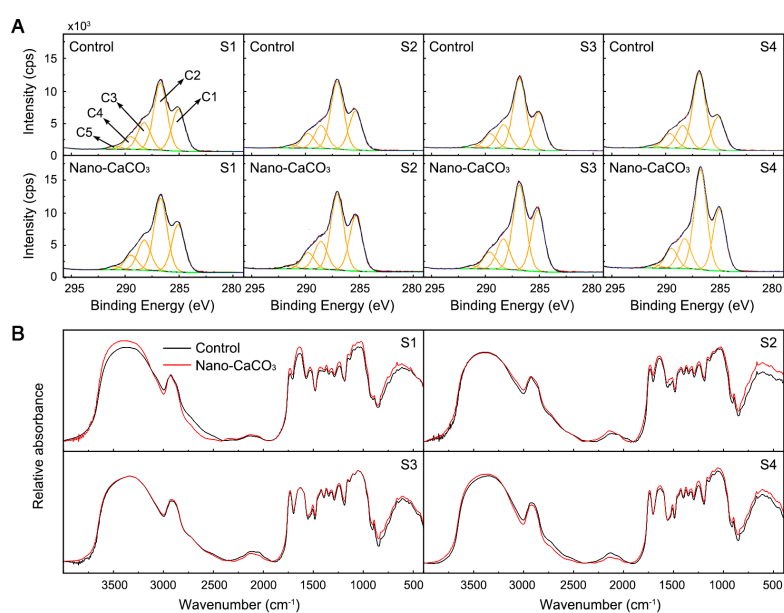 A
×10³
Control S1
Control S2
Control S3
Control S4
C5 C4 C3 C2 C1
Intensity (cps)
15
10
5
0
Nano-CaCO₃ S1
Nano-CaCO₃ S2
Nano-CaCO₃ S3
Nano-CaCO₃ S4
Intensity (cps)
15
10
5
0
295 290 285 280 295 290 285 280 295 290 285 280 295 290 285 280
Binding Energy (eV) Binding Energy (eV) Binding Energy (eV) Binding Energy (eV)
B
Control
Nano-CaCO₃
S1
S2
Relative absorbance
S3
S4
3500 3000 2500 2000 1500 1000 500 3500 3000 2500 2000 1500 1000 500
Wavenumber (cm⁻¹) Wavenumber (cm⁻¹)